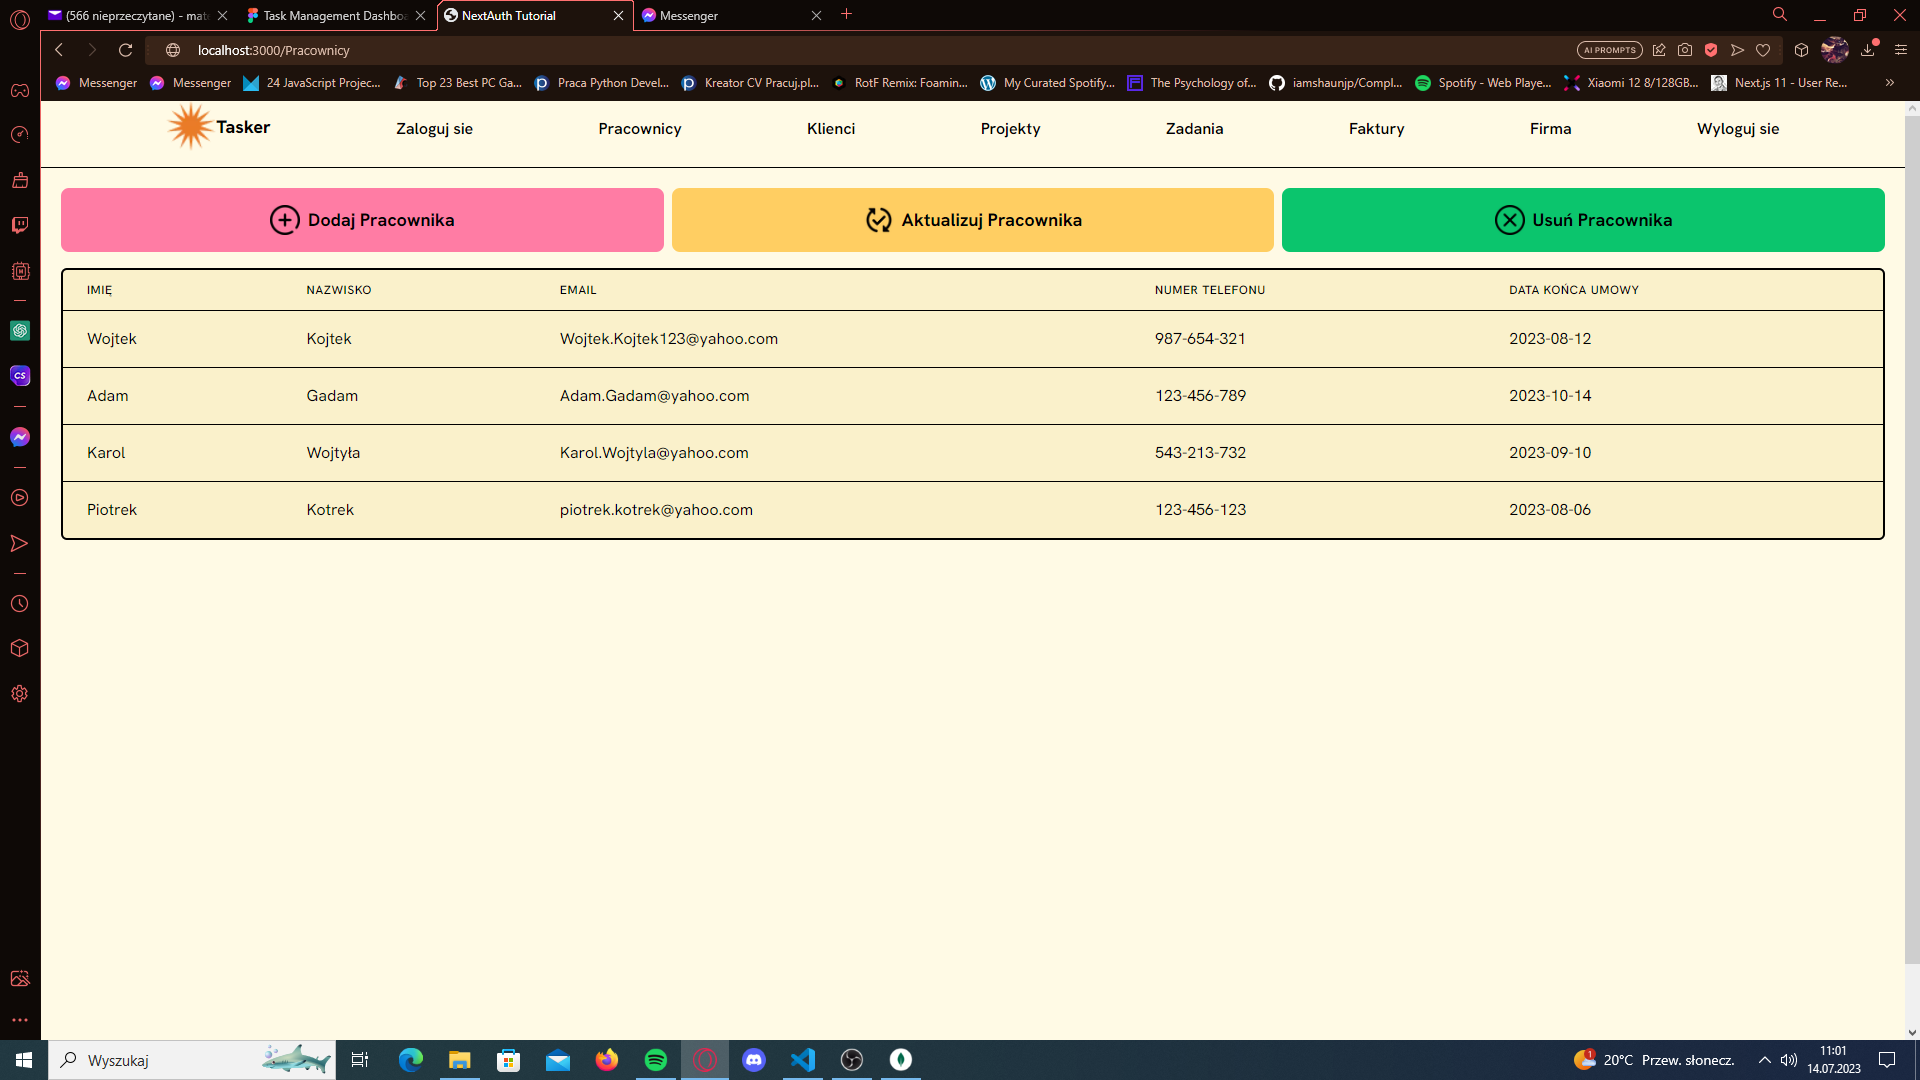 (566 nieprzeczytane) - mat
Task Management Dashbo
NextAuth Tutorial
Messenger
localhost:3000/Pracownicy
AI PROMPTS
Messenger
Messenger
24 JavaScript Projec...
Top 23 Best PC Ga...
Praca Python Devel...
Kreator CV Pracuj.pl...
RotF Remix: Foamin...
My Curated Spotify...
The Psychology of...
iamshaunjp/Compl...
Spotify - Web Playe...
Xiaomi 12 8/128GB...
Next.js 11 - User Re...
»
Tasker
Zaloguj sie
Pracownicy
Klienci
Projekty
Zadania
Faktury
Firma
Wyloguj sie
Dodaj Pracownika
Aktualizuj Pracownika
Usuń Pracownika
IMIĘ NAZWISKO EMAIL NUMER TELEFONU DATA KOŃCA UMOWY
Wojtek Kojtek Wojtek.Kojtek123@yahoo.com 987-654-321 2023-08-12
Adam Gadam Adam.Gadam@yahoo.com 123-456-789 2023-10-14
Karol Wojtyła Karol.Wojtyla@yahoo.com 543-213-732 2023-09-10
Piotrek Kotrek piotrek.kotrek@yahoo.com 123-456-123 2023-08-06
CS
Wyszukaj
1
20°C Przew. słonecz.
11:01
14.07.2023